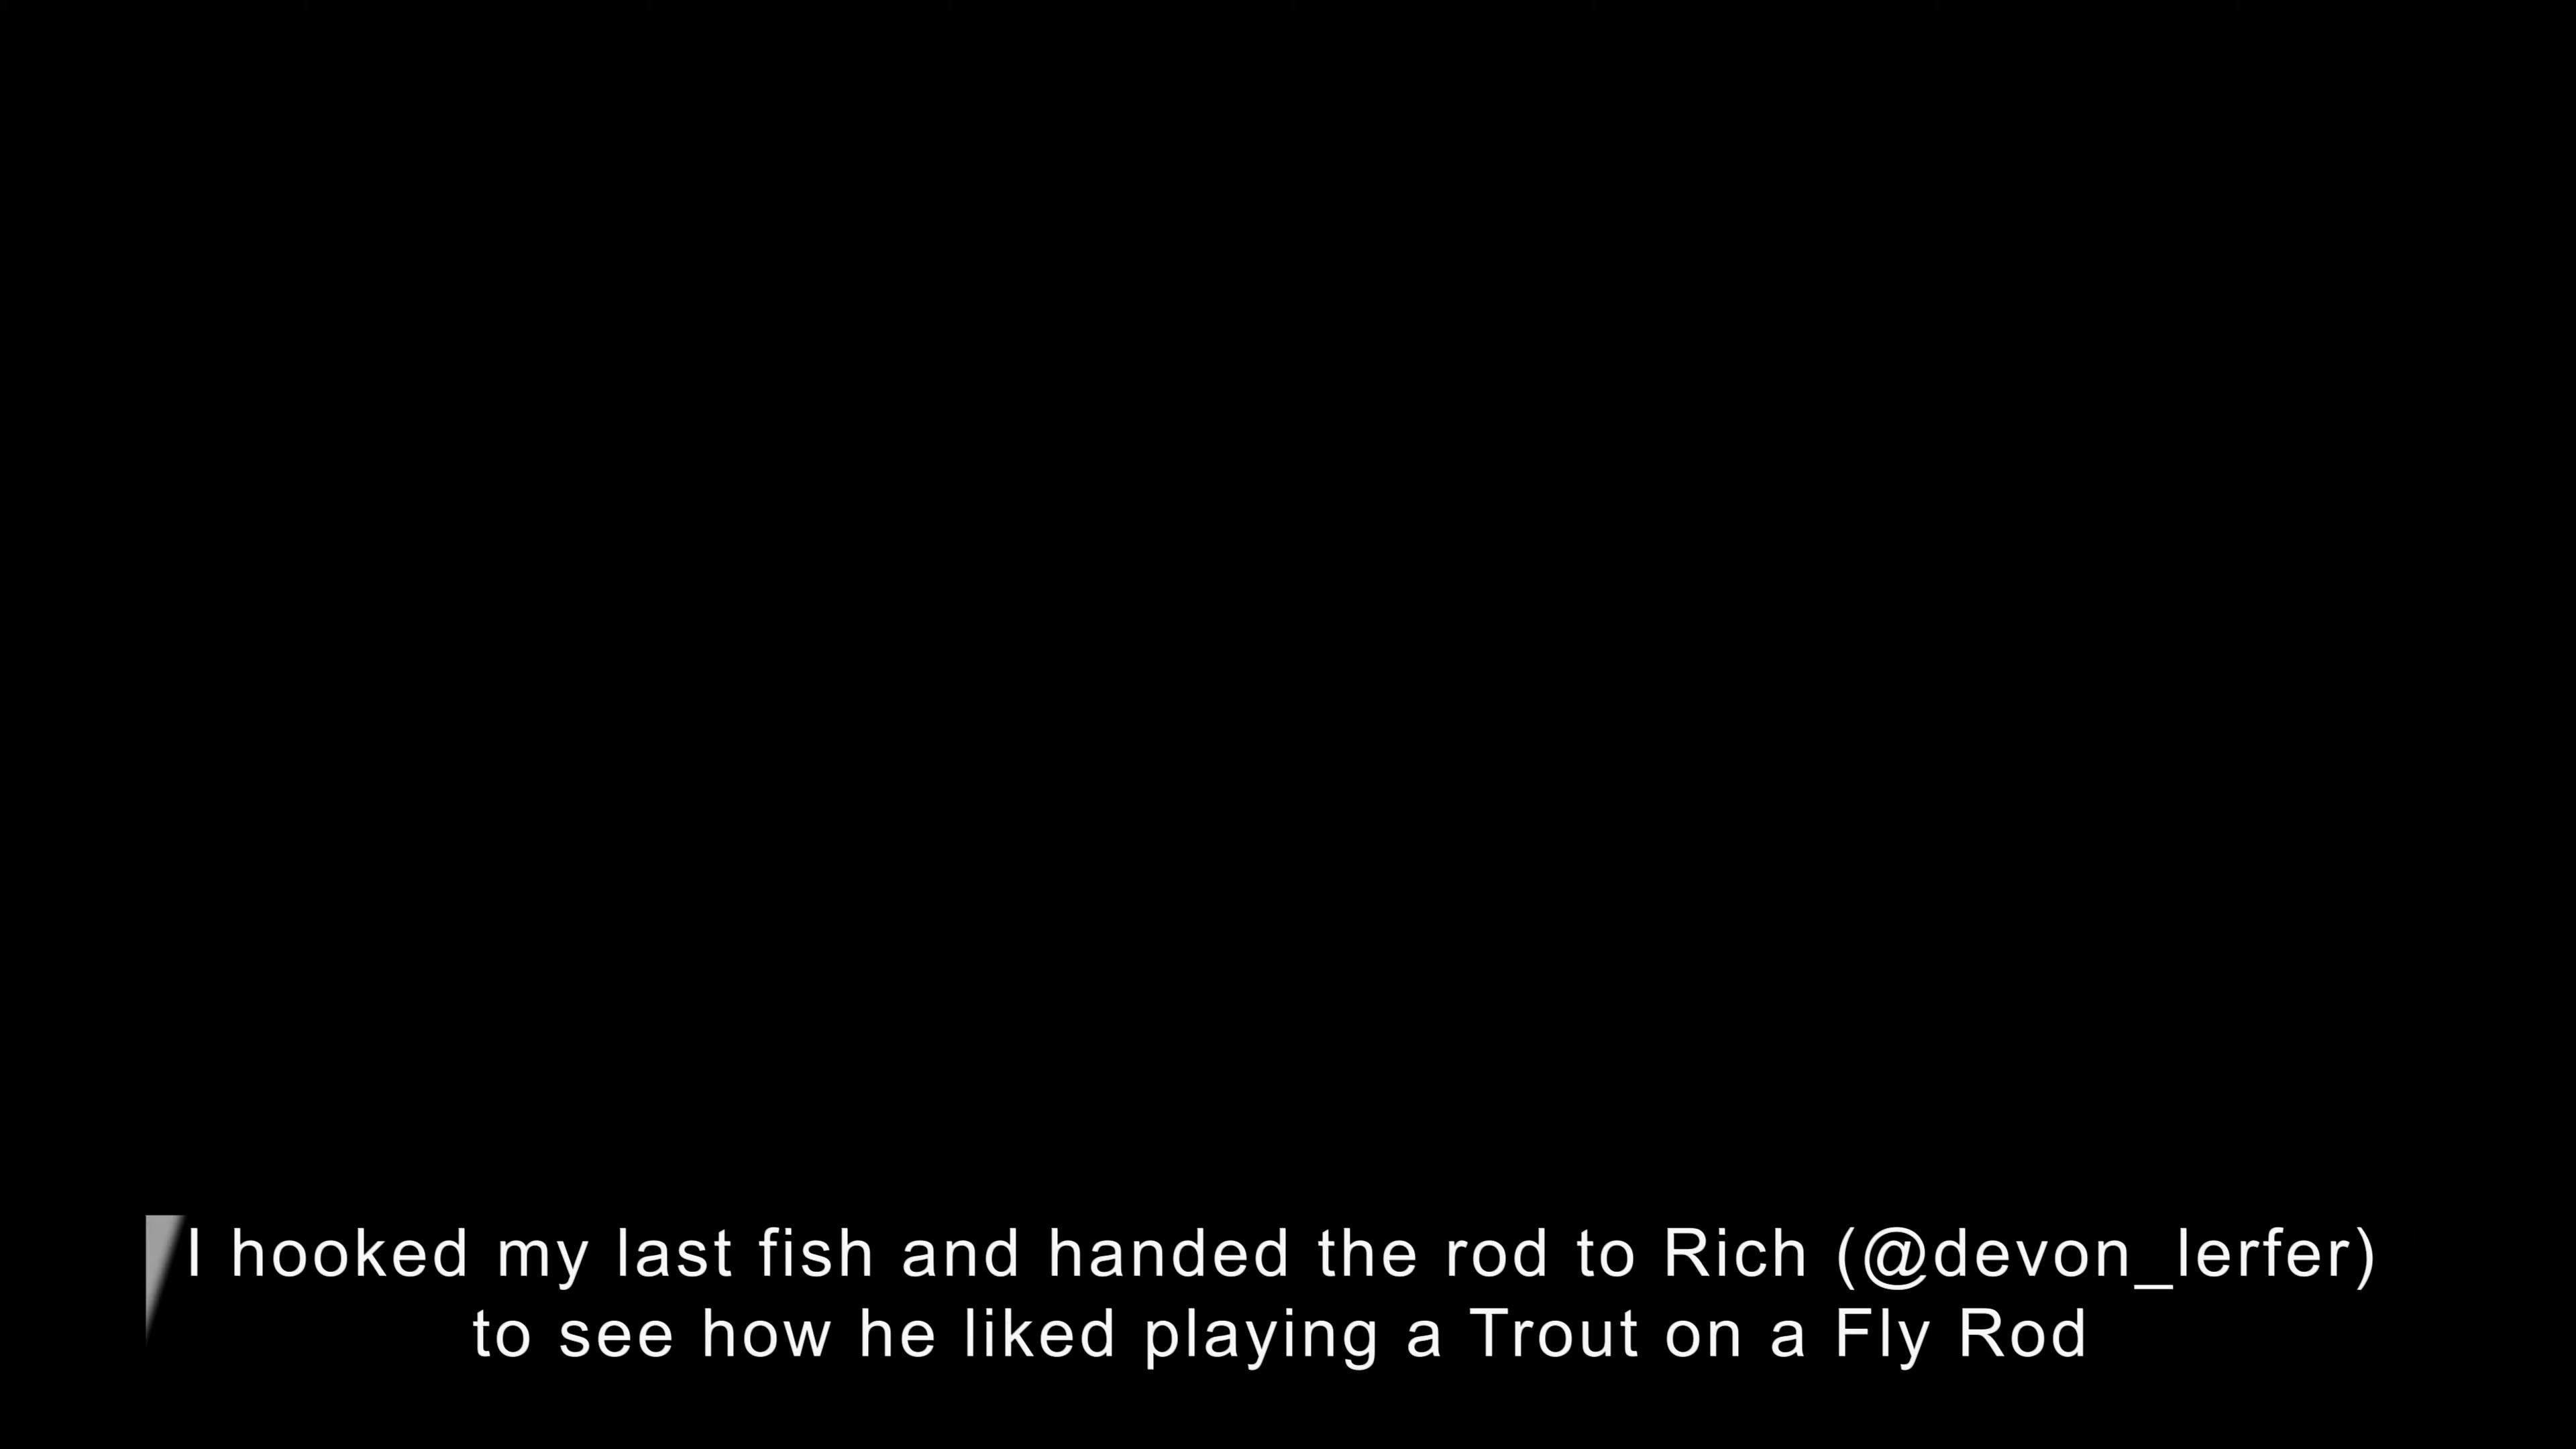 I hooked my last fish and handed the rod to Rich (@devon_lerfer)
to see how he liked playing a Trout on a Fly Rod